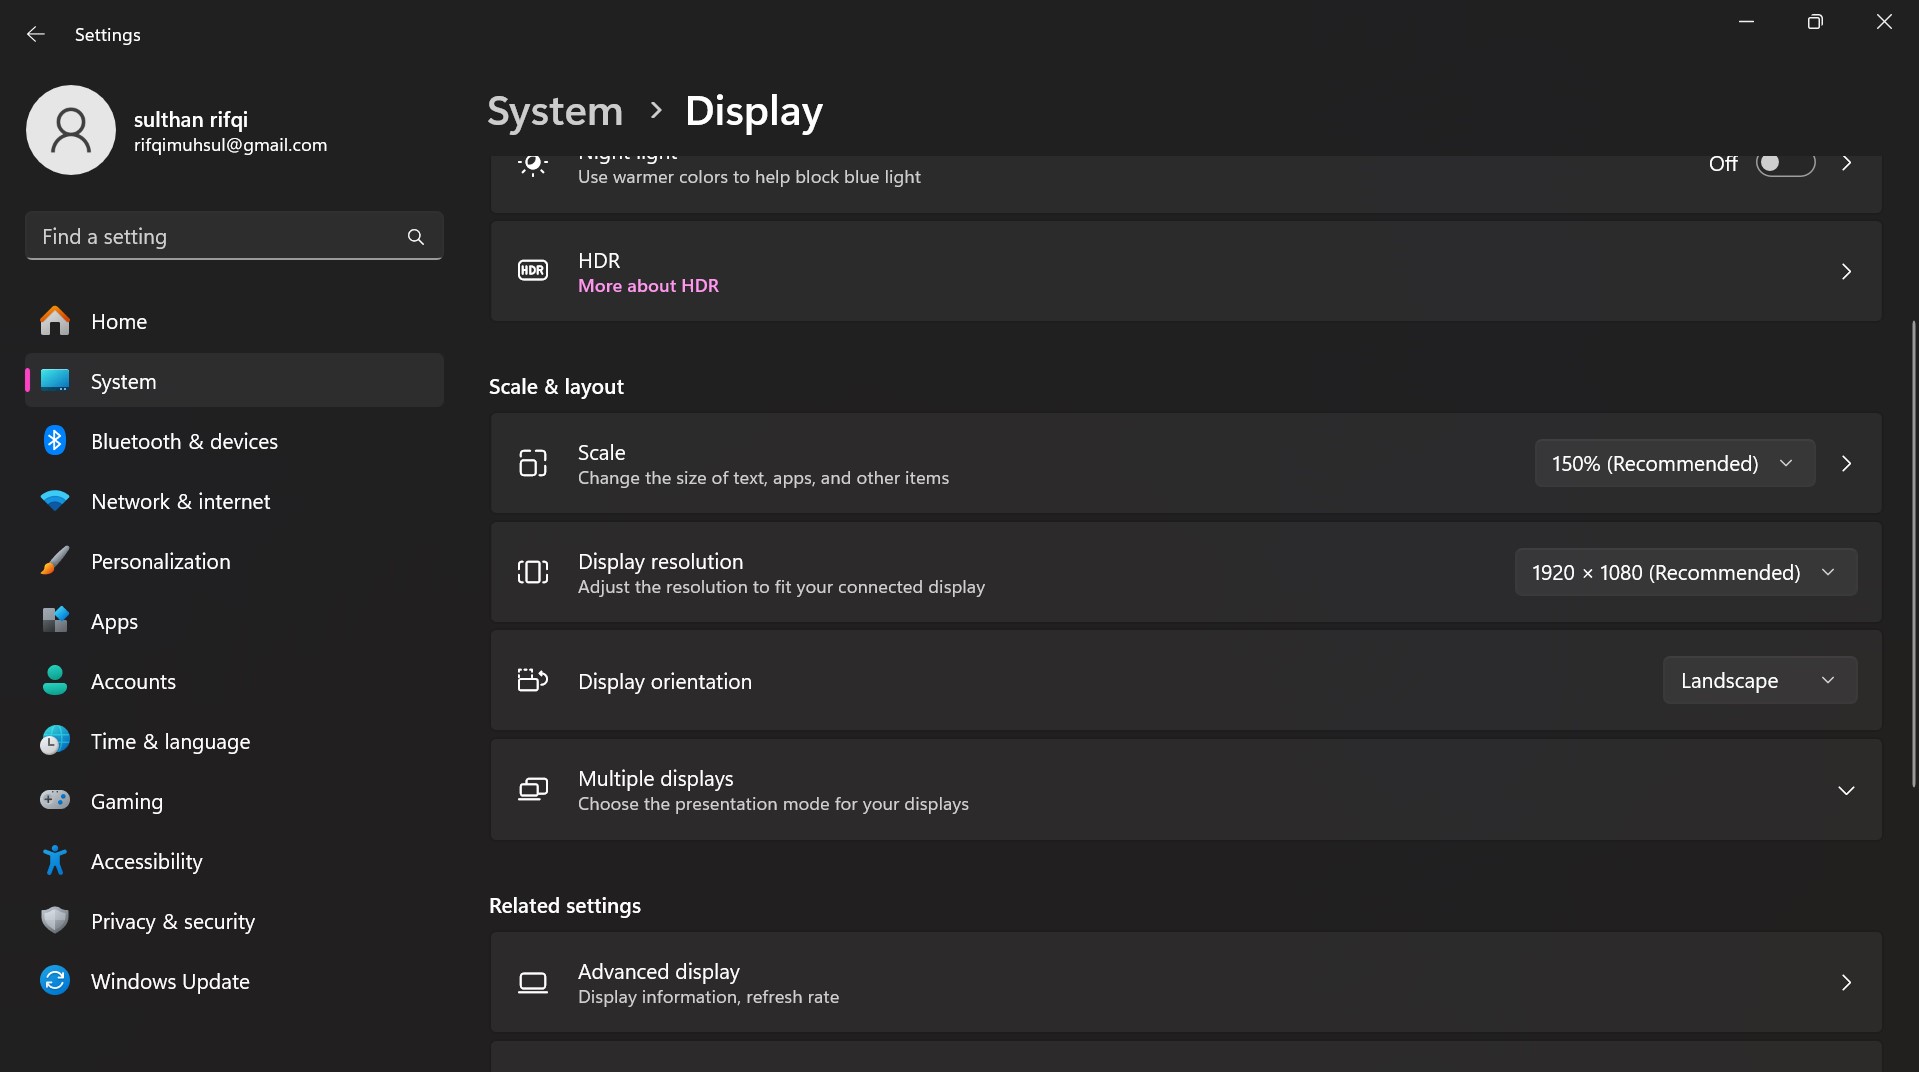 Settings
sulthan rifqi
rifqimuhsul@gmail.com
Find a setting
Home
System
Bluetooth & devices
Network & internet
Personalization
Apps
Accounts
Time & language
Gaming
Accessibility
Privacy & security
Windows Update
System > Display
Night light
Use warmer colors to help block blue light
Off
HDR
HDR
More about HDR
Scale & layout
Scale
Change the size of text, apps, and other items
150% (Recommended)
Display resolution
Adjust the resolution to fit your connected display
1920 × 1080 (Recommended)
Display orientation
Landscape
Multiple displays
Choose the presentation mode for your displays
Related settings
Advanced display
Display information, refresh rate